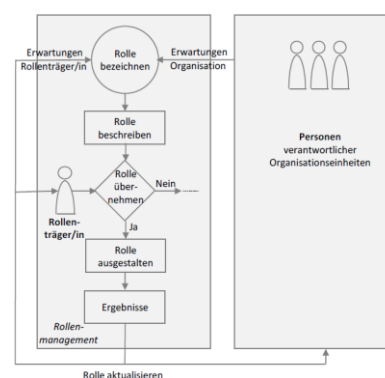 Erwartungen
Rollenträger/in
Rolle
bezeichnen
Erwartungen
Organisation
Rolle
beschreiben
Personen
verantwortlicher
Organisationseinheiten
Rolle
über-
nehmen
Nein
Rollen-
träger/in
Ja
Rolle
ausgestalten
Ergebnisse
Rollen-
management
Rolle aktualisieren